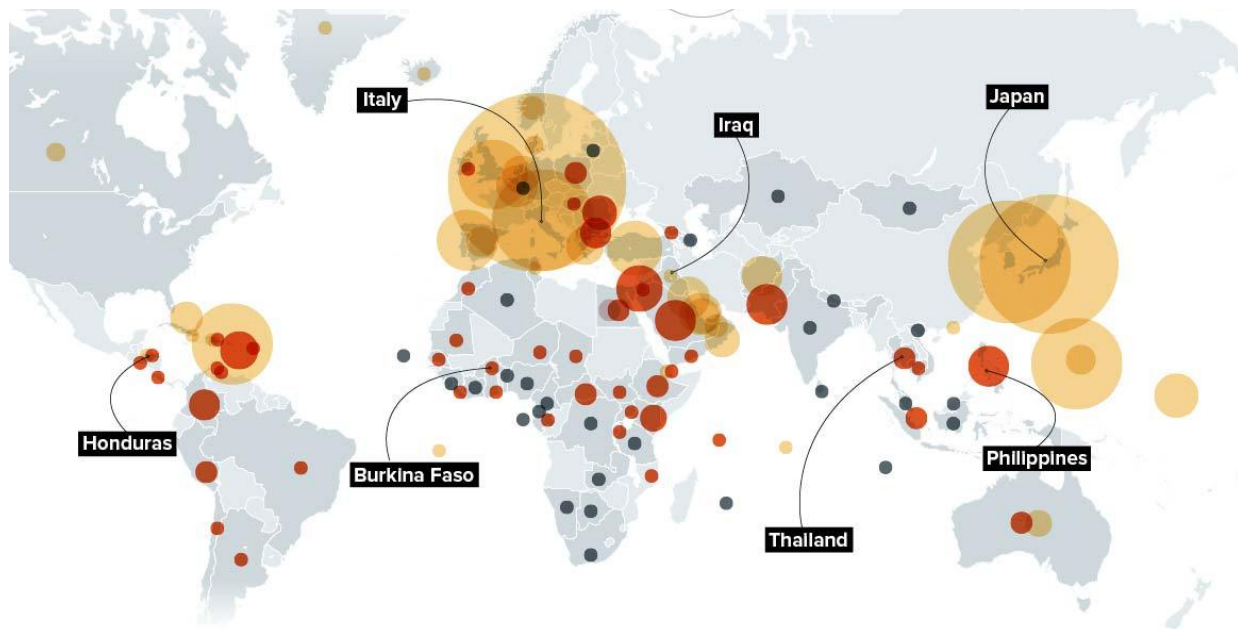 Italy
Japan
Iraq
Honduras
Burkina Faso
Philippines
Thailand